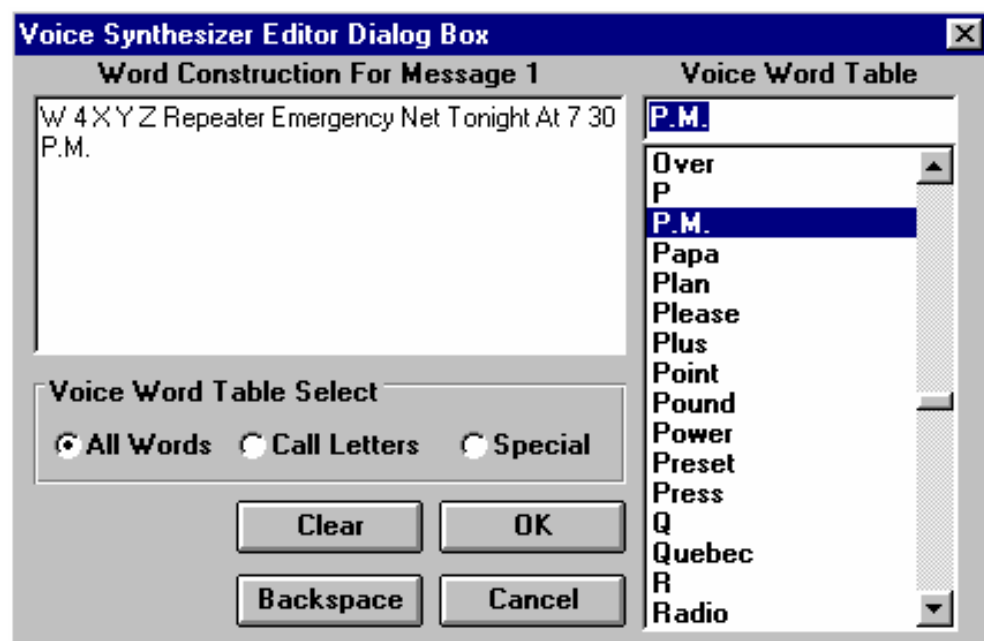 Voice Synthesizer Editor Dialog Box
Word Construction For Message 1
W 4 X Y Z Repeater Emergency Net Tonight At 7 30
P.M.
Voice Word Table Select
All Words Call Letters Special
Clear OK
Backspace Cancel
Voice Word Table
P.M.
Over
P
P.M.
Papa
Plan
Please
Plus
Point
Pound
Power
Preset
Press
Q
Quebec
R
Radio